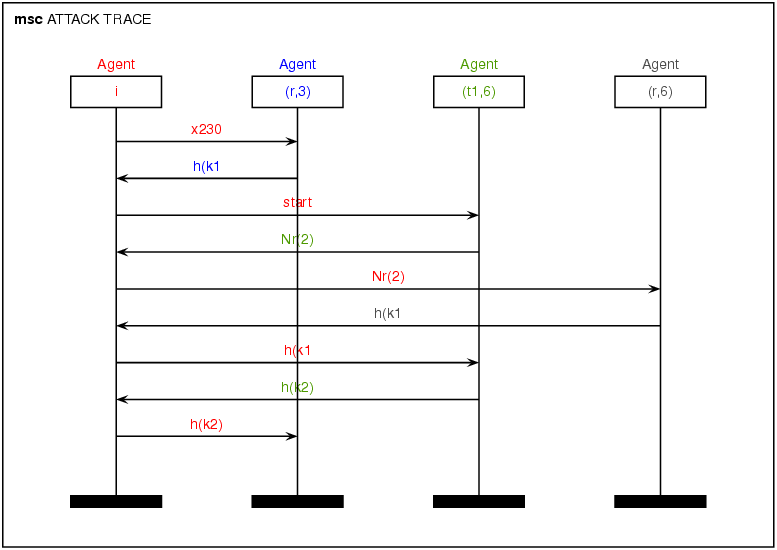 msc ATTACK TRACE
Agent Agent Agent Agent
i (r,3) (t1,6) (r,6)
x230
h(k1
start
Nr(2)
Nr(2)
h(k1
h(k1
h(k2)
h(k2)